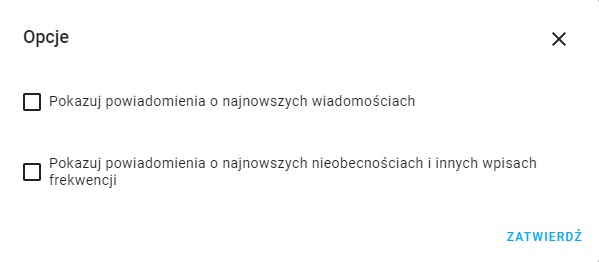 Opcje
Pokazuj powiadomienia o najnowszych wiadomościach
Pokazuj powiadomienia o najnowszych nieobecnościach i innych wpisach
frekwencji
ZATWIERDŹ